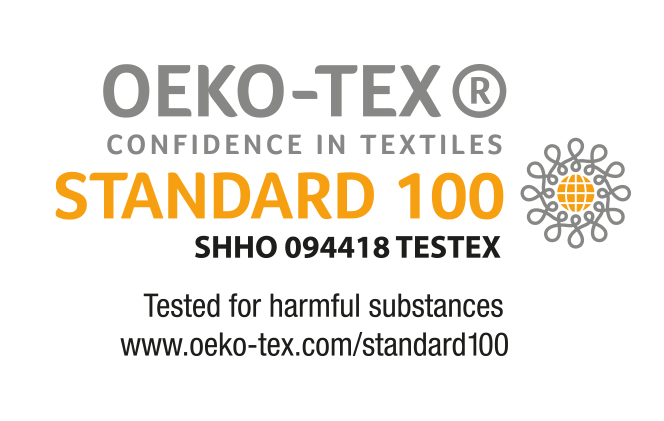 OEKO-TEX®
CONFIDENCE IN TEXTILES
STANDARD 100
SHHO 094418 TESTEX
Tested for harmful substances
www.oeko-tex.com/standard100